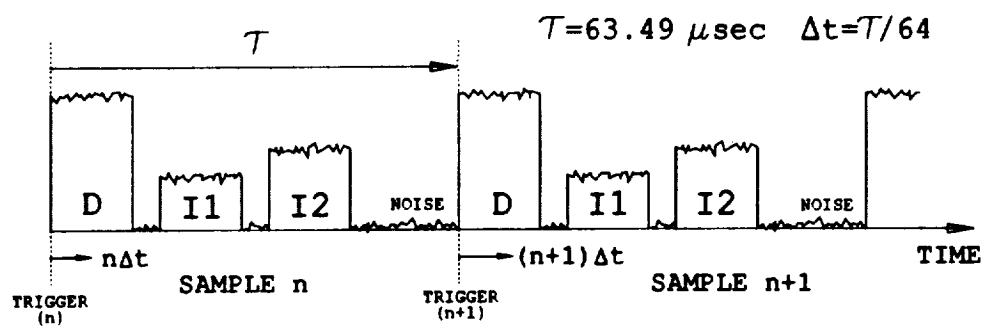 τ=63.49 μsec Δt=τ/64
τ
D I1 I2 NOISE D I1 I2 NOISE
nΔt (n+1)Δt TIME
SAMPLE n SAMPLE n+1
TRIGGER (n) TRIGGER (n+1)